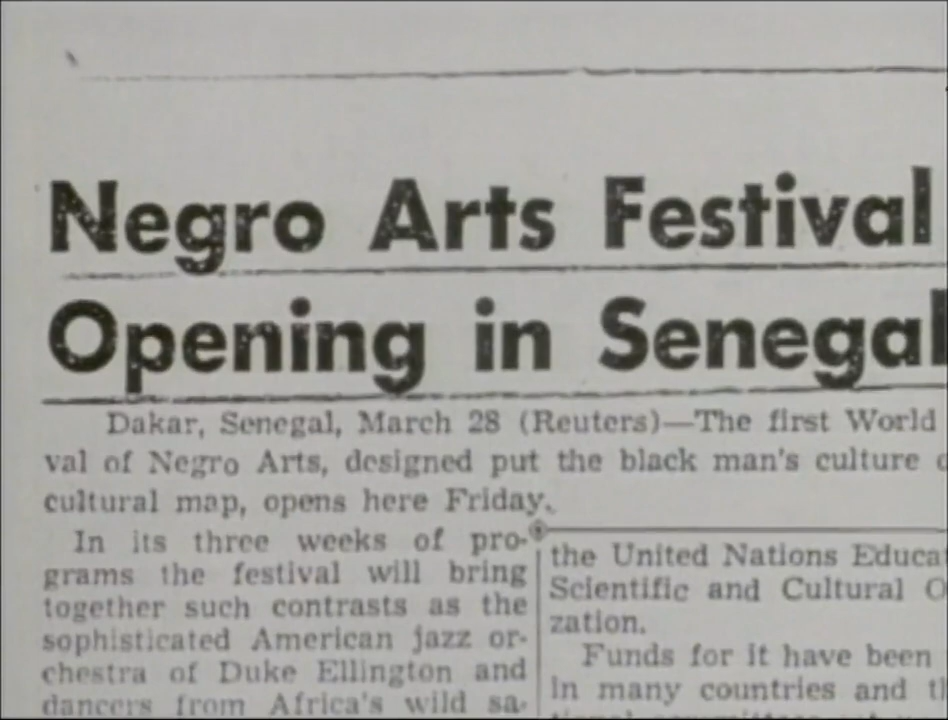 Negro Arts Festival
Opening in Senegal
Dakar, Senegal, March 28 (Reuters)—The first World
val of Negro Arts, designed put the black man's culture
cultural map, opens here Friday.
In its three weeks of pro-
grams the festival will bring
together such contrasts as the
sophisticated American jazz or-
chestra of Duke Ellington and
dancers from Africa's wild sa-
the United Nations Educa
Scientific and Cultural O
zation.
Funds for it have been
in many countries and th